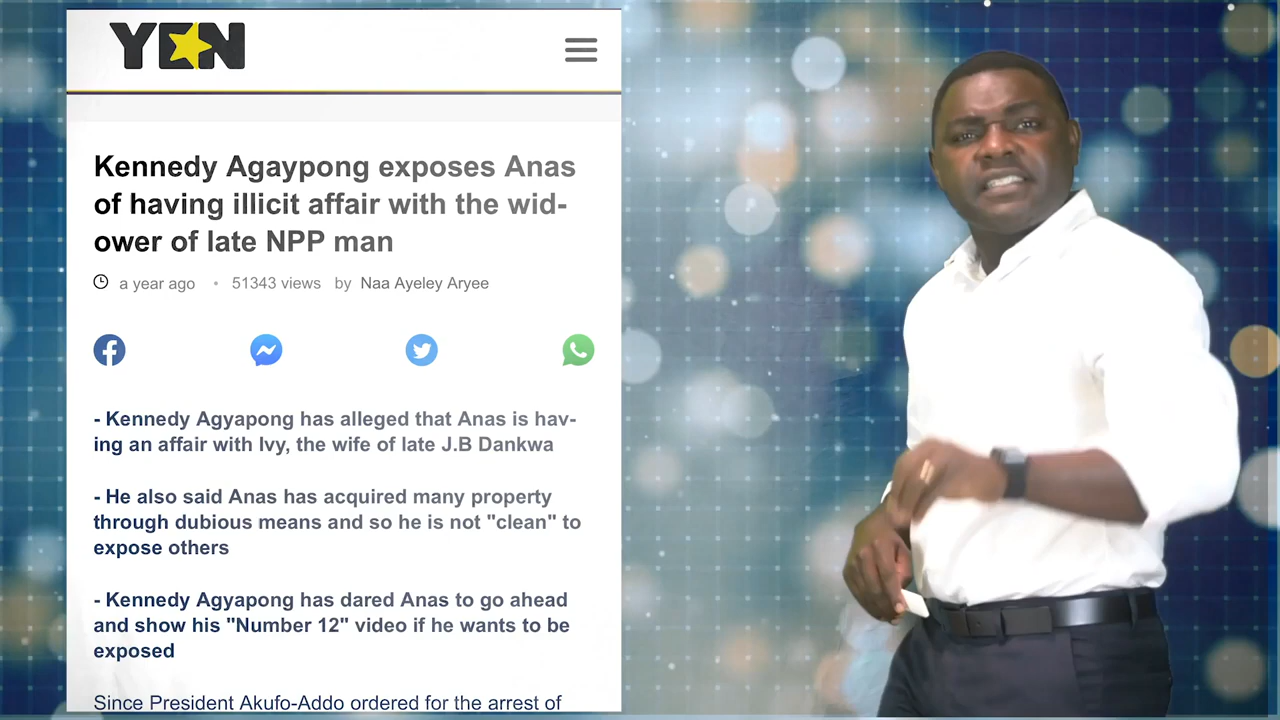 YEN
Kennedy Agaypong exposes Anas
of having illicit affair with the wid-
ower of late NPP man
a year ago • 51343 views by Naa Ayeley Aryee
- Kennedy Agyapong has alleged that Anas is hav-
ing an affair with Ivy, the wife of late J.B Dankwa
- He also said Anas has acquired many property
through dubious means and so he is not "clean" to
expose others
- Kennedy Agyapong has dared Anas to go ahead
and show his "Number 12" video if he wants to be
exposed
Since President Akufo-Addo ordered for the arrest of